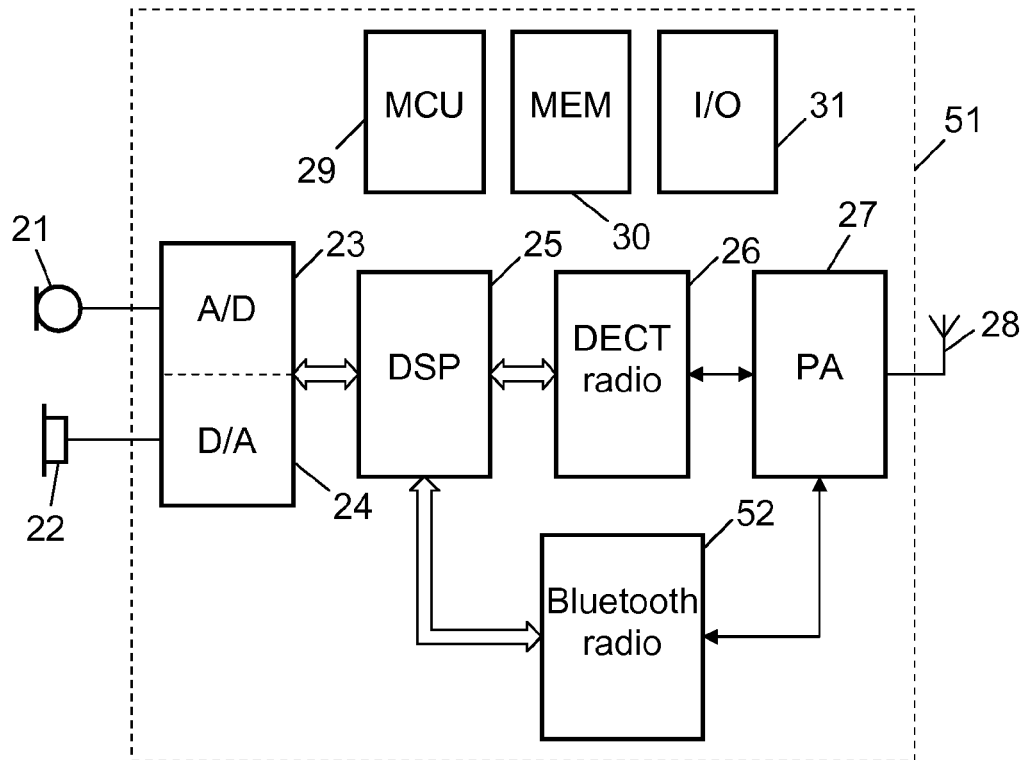 MCU
MEM
I/O
29
30
31
51
21
23
25
26
27
28
A/D
DSP
DECT
radio
PA
D/A
22
24
52
Bluetooth
radio